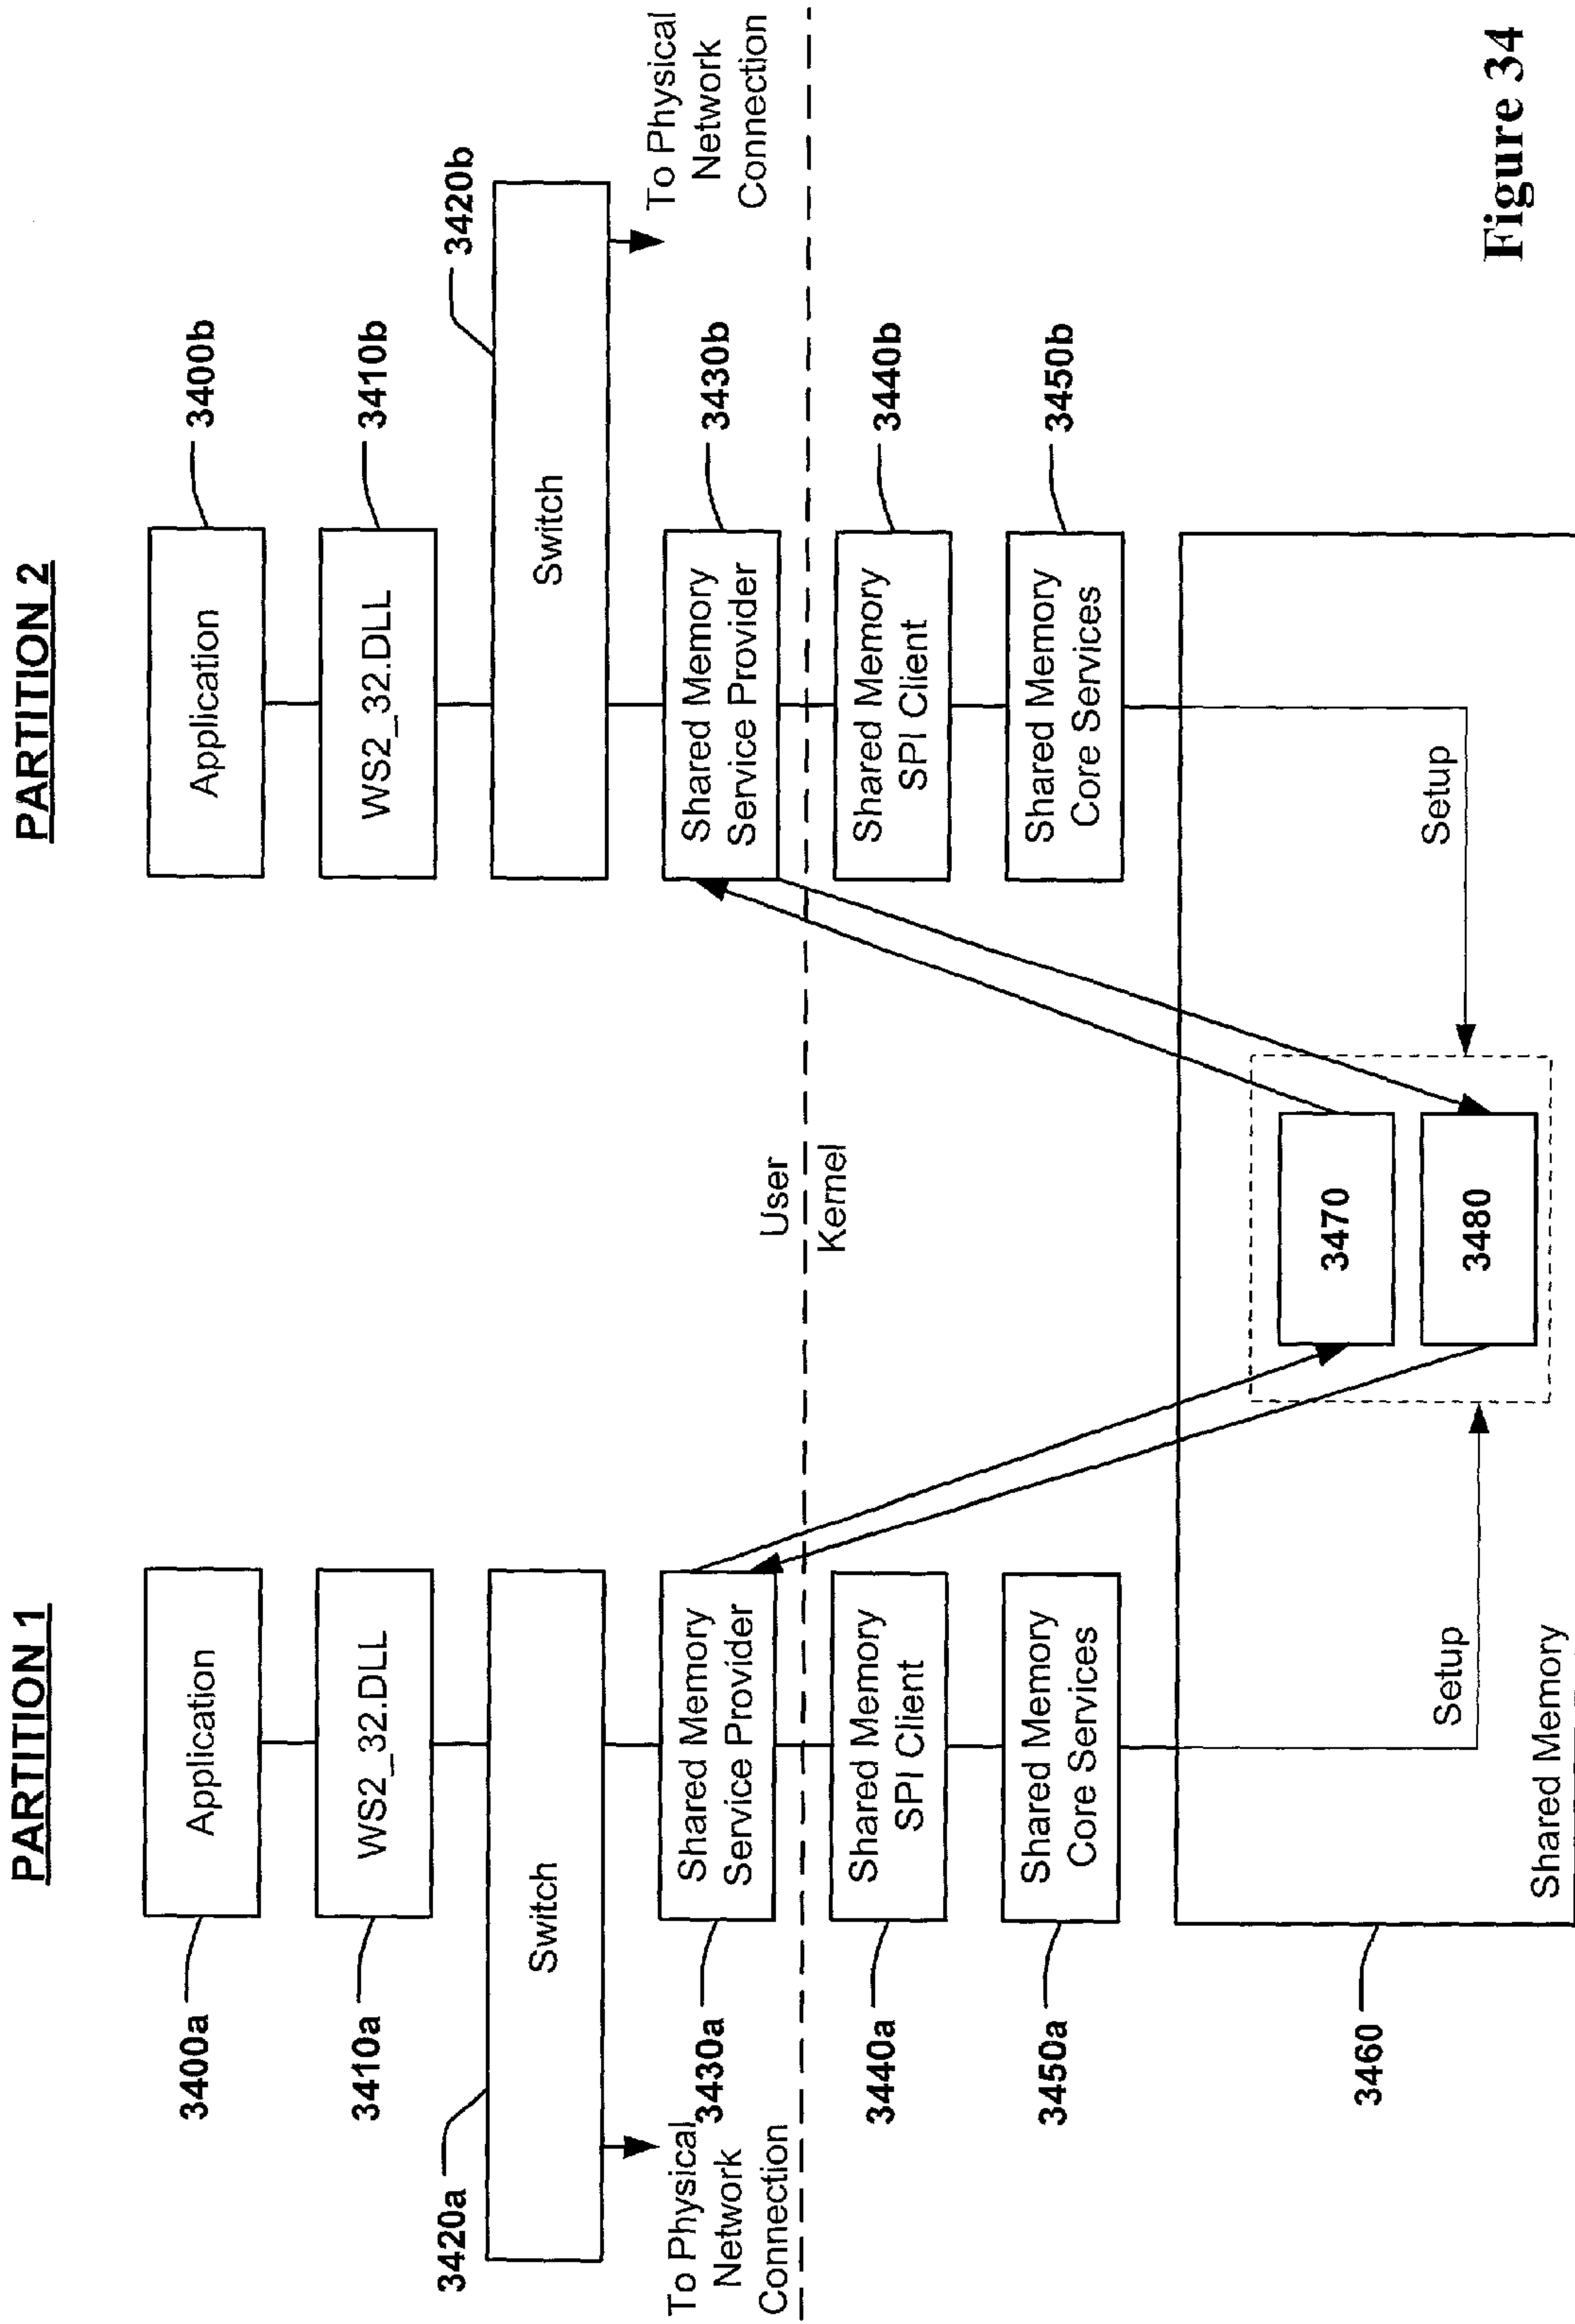 PARTITION 1
PARTITION 2
3400a
Application
Application
3400b
3410a
WS2_32.DLL
WS2_32.DLL
3410b
3420a
Switch
Switch
3420b
To Physical
Network
Connection
3430a
Shared Memory
Service Provider
Shared Memory
Service Provider
3430b
To Physical
Network
Connection
User
Kernel
3440a
Shared Memory
SPI Client
Shared Memory
SPI Client
3440b
3450a
Shared Memory
Core Services
Shared Memory
Core Services
3450b
3460
3470
3480
Setup
Setup
Shared Memory
Figure 34